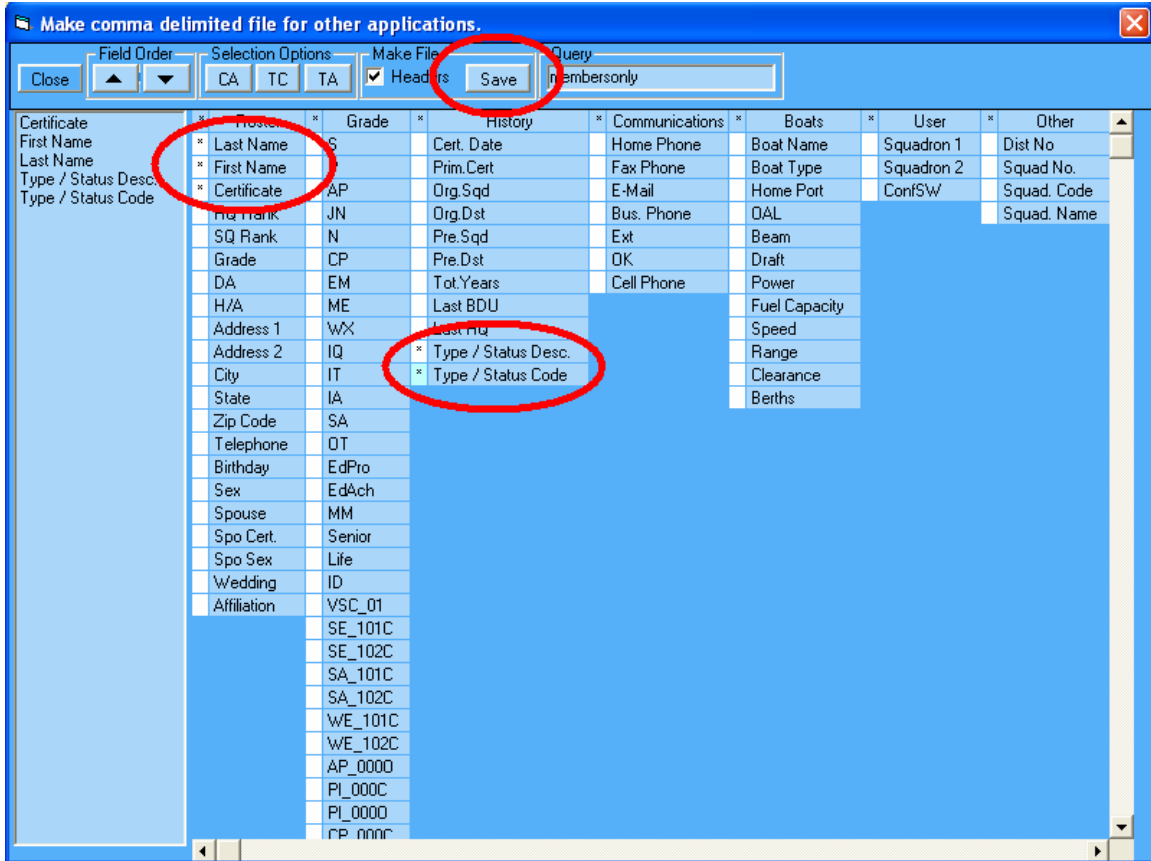 Make comma delimited file for other applications.
Field Order Selection Options Make File Query
Close CA TC TA Headers Save membersonly
Certificate
First Name
Last Name
Type / Status Desc.
Type / Status Code
* Roster * Grade * History * Communications * Boats * User * Other
* Last Name S Cert. Date Home Phone Boat Name Squadron 1 Dist No
* First Name P Prim.Cert Fax Phone Boat Type Squadron 2 Squad No.
* Certificate AP Org.Sqd E-Mail Home Port ConfSW Squad. Code
HQ Rank JN Org.Dst Bus. Phone OAL Squad. Name
SQ Rank N Pre.Sqd Ext Beam
Grade CP Pre.Dst OK Draft
DA EM Tot.Years Cell Phone Power
H/A ME Last BDU Fuel Capacity
Address 1 WX Last HQ Speed
Address 2 IQ * Type / Status Desc. Range
City IT * Type / Status Code Clearance
State IA Berths
Zip Code SA
Telephone OT
Birthday EdPro
Sex EdAch
Spouse MM
Spo Cert. Senior
Spo Sex Life
Wedding ID
Affiliation VSC_01
SE_101C
SE_102C
SA_101C
SA_102C
WE_101C
WE_102C
AP_000O
PI_000C
PI_000O
CP_000C